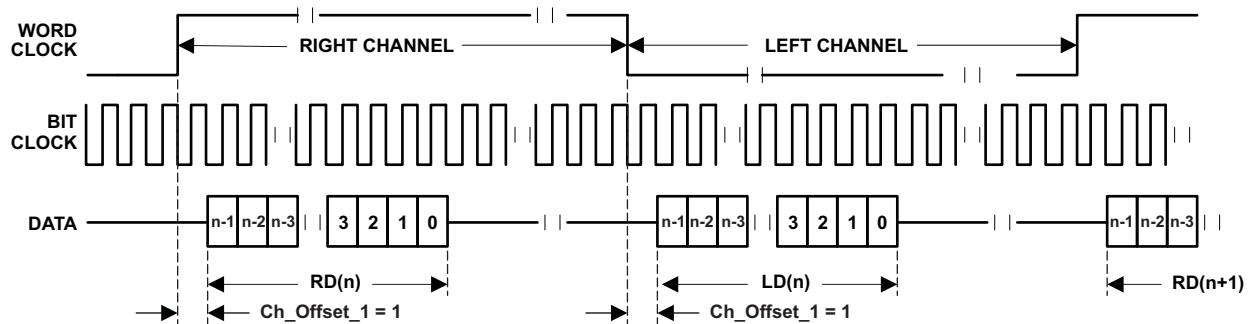 WORD
CLOCK
RIGHT CHANNEL
LEFT CHANNEL
BIT
CLOCK
DATA
n-1 n-2 n-3 3 2 1 0
n-1 n-2 n-3 3 2 1 0
n-1 n-2 n-3
RD(n)
LD(n)
RD(n+1)
Ch_Offset_1 = 1
Ch_Offset_1 = 1